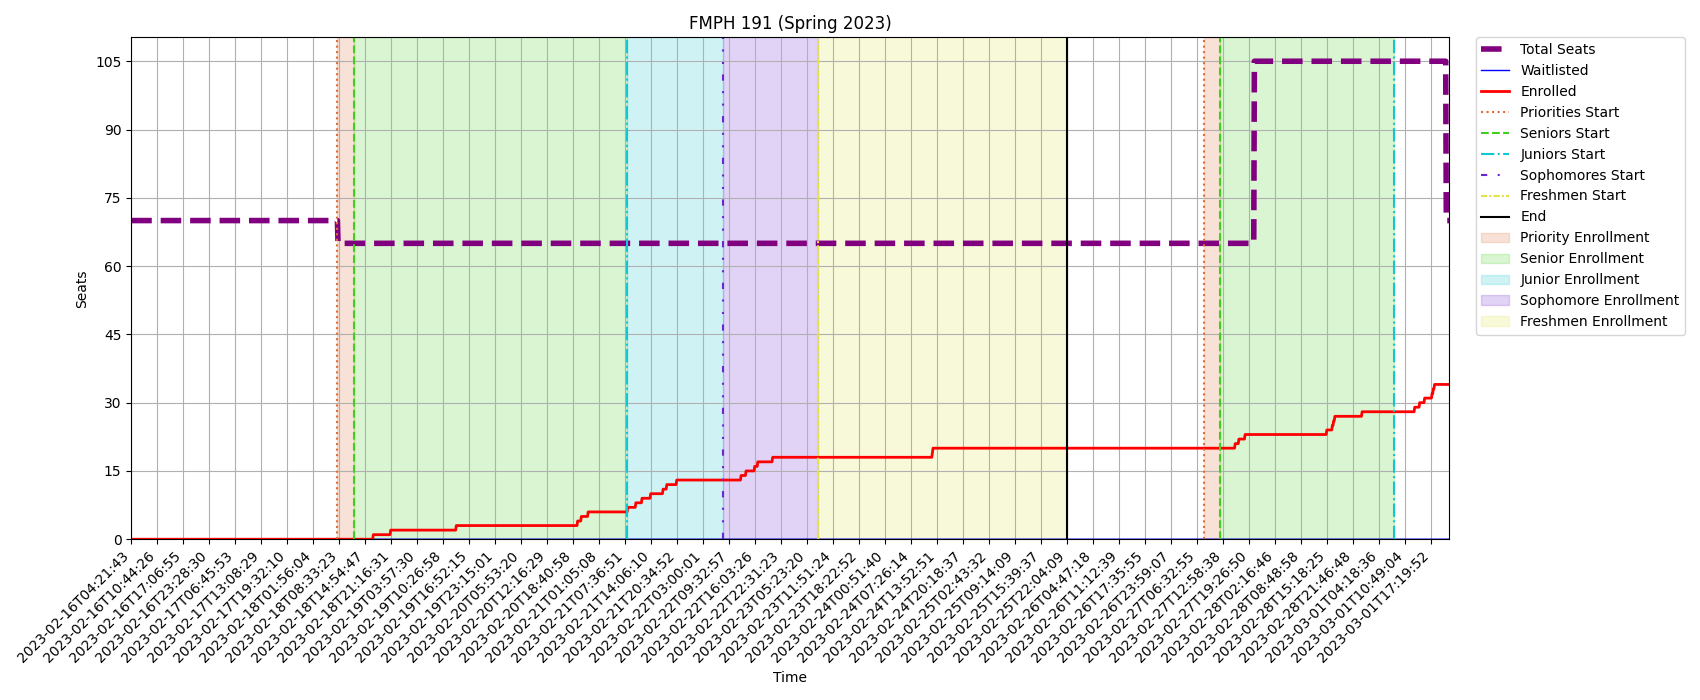 FMPH 191 (Spring 2023)
Seats
105
90
75
60
45
30
15
0
2023-02-16T04:21:43
2023-02-16T10:44:26
2023-02-16T17:06:55
2023-02-16T23:28:30
2023-02-17T06:45:53
2023-02-17T13:08:29
2023-02-17T19:32:10
2023-02-18T01:56:04
2023-02-18T08:33:23
2023-02-18T14:54:47
2023-02-18T21:16:31
2023-02-19T03:57:30
2023-02-19T10:26:58
2023-02-19T16:52:15
2023-02-19T23:15:01
2023-02-20T05:53:20
2023-02-20T12:16:29
2023-02-20T18:40:58
2023-02-21T01:05:08
2023-02-21T07:36:51
2023-02-21T14:06:10
2023-02-21T20:34:52
2023-02-22T03:00:01
2023-02-22T09:32:57
2023-02-22T16:03:26
2023-02-22T22:31:23
2023-02-23T05:23:20
2023-02-23T11:51:24
2023-02-23T18:22:52
2023-02-24T00:51:40
2023-02-24T07:26:14
2023-02-24T13:52:51
2023-02-24T20:18:37
2023-02-25T02:43:32
2023-02-25T09:14:09
2023-02-25T15:39:37
2023-02-25T22:04:09
2023-02-26T04:47:18
2023-02-26T11:12:39
2023-02-26T17:35:55
2023-02-26T23:59:07
2023-02-27T06:32:55
2023-02-27T12:58:38
2023-02-27T19:26:50
2023-02-28T02:16:46
2023-02-28T08:48:58
2023-02-28T15:18:25
2023-02-28T21:46:48
2023-03-01T04:18:36
2023-03-01T10:49:04
2023-03-01T17:19:52
Time
Total Seats
Waitlisted
Enrolled
Priorities Start
Seniors Start
Juniors Start
Sophomores Start
Freshmen Start
End
Priority Enrollment
Senior Enrollment
Junior Enrollment
Sophomore Enrollment
Freshmen Enrollment